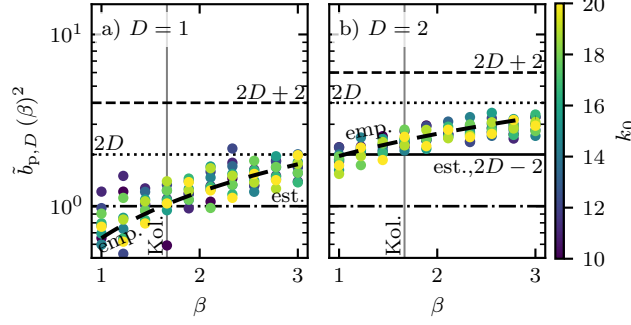 a) D = 1
b) D = 2
10¹
10⁰
b̃ₚ,D (β)²
2D + 2
2D
est.
emp.
Kol.
1
2
3
β
2D + 2
2D
emp.
est.,2D − 2
Kol.
1
2
3
β
20
18
16
14
12
10
k₀